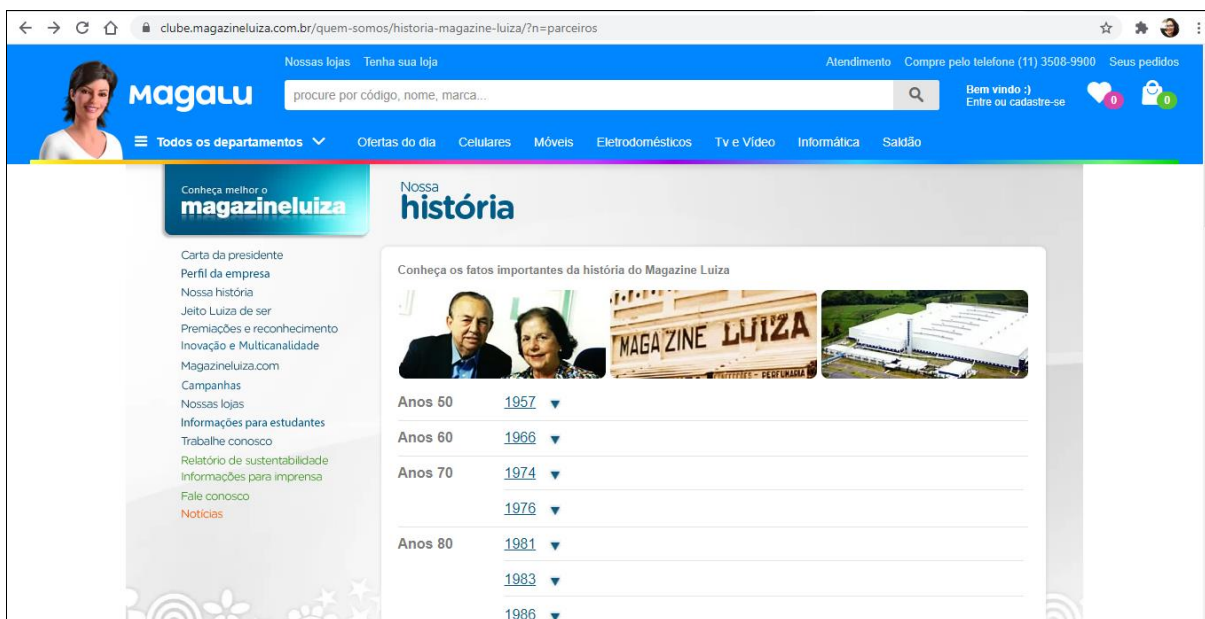 clube.magazineluiza.com.br/quem-somos/historia-magazine-luiza/?n=parceiros
Nossas lojas Tenha sua loja Atendimento Compre pelo telefone (11) 3508-9900 Seus pedidos
Magalu procure por código, nome, marca... Bem vindo :)
Entre ou cadastre-se 0 0
Todos os departamentos Ofertas do dia Celulares Móveis Eletrodomésticos Tv e Vídeo Informática Saldão
Conheça melhor o
magazineluiza
Nossa
história
Carta da presidente
Perfil da empresa
Nossa história
Jeito Luiza de ser
Premiações e reconhecimento
Inovação e Multicanalidade
Magazineluiza.com
Campanhas
Nossas lojas
Informações para estudantes
Trabalhe conosco
Relatório de sustentabilidade
Informações para imprensa
Fale conosco
Notícias
Conheça os fatos importantes da história do Magazine Luiza
MAGAZINE LUIZA
CONFECÇÕES - PERFUMARIA
Anos 50 1957
Anos 60 1966
Anos 70 1974
1976
Anos 80 1981
1983
1986